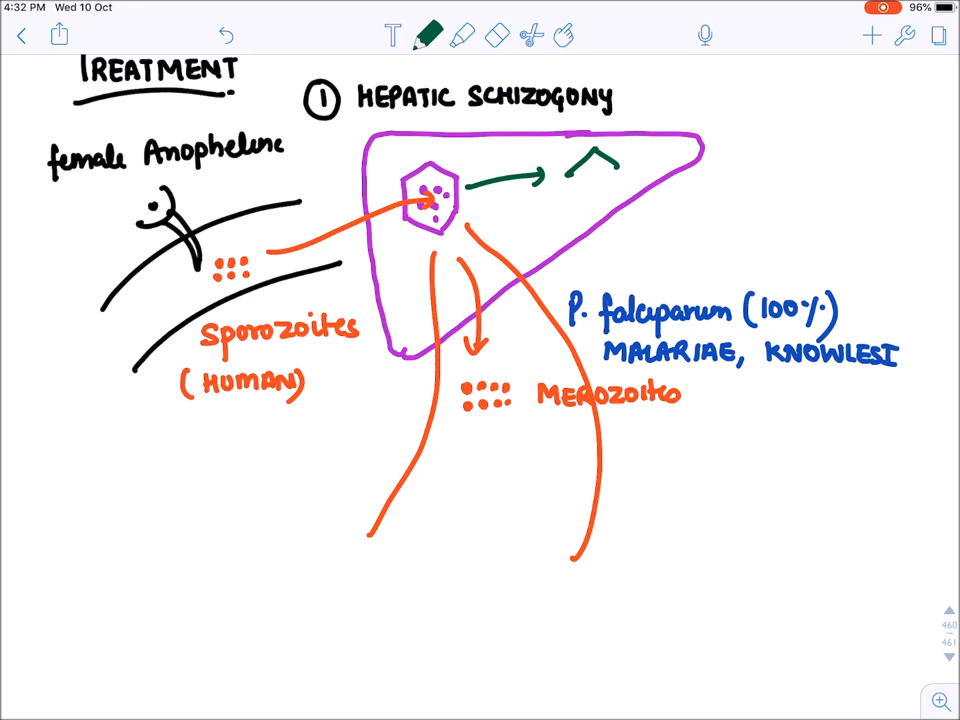 4:32 PM Wed 10 Oct
96%
TREATMENT
① HEPATIC SCHIZOGONY
female Anophelene
P. falciparum (100%)
MALARIAE, KNOWLESI
Sporozoites
(HUMAN)
MEROZOITES
460
461